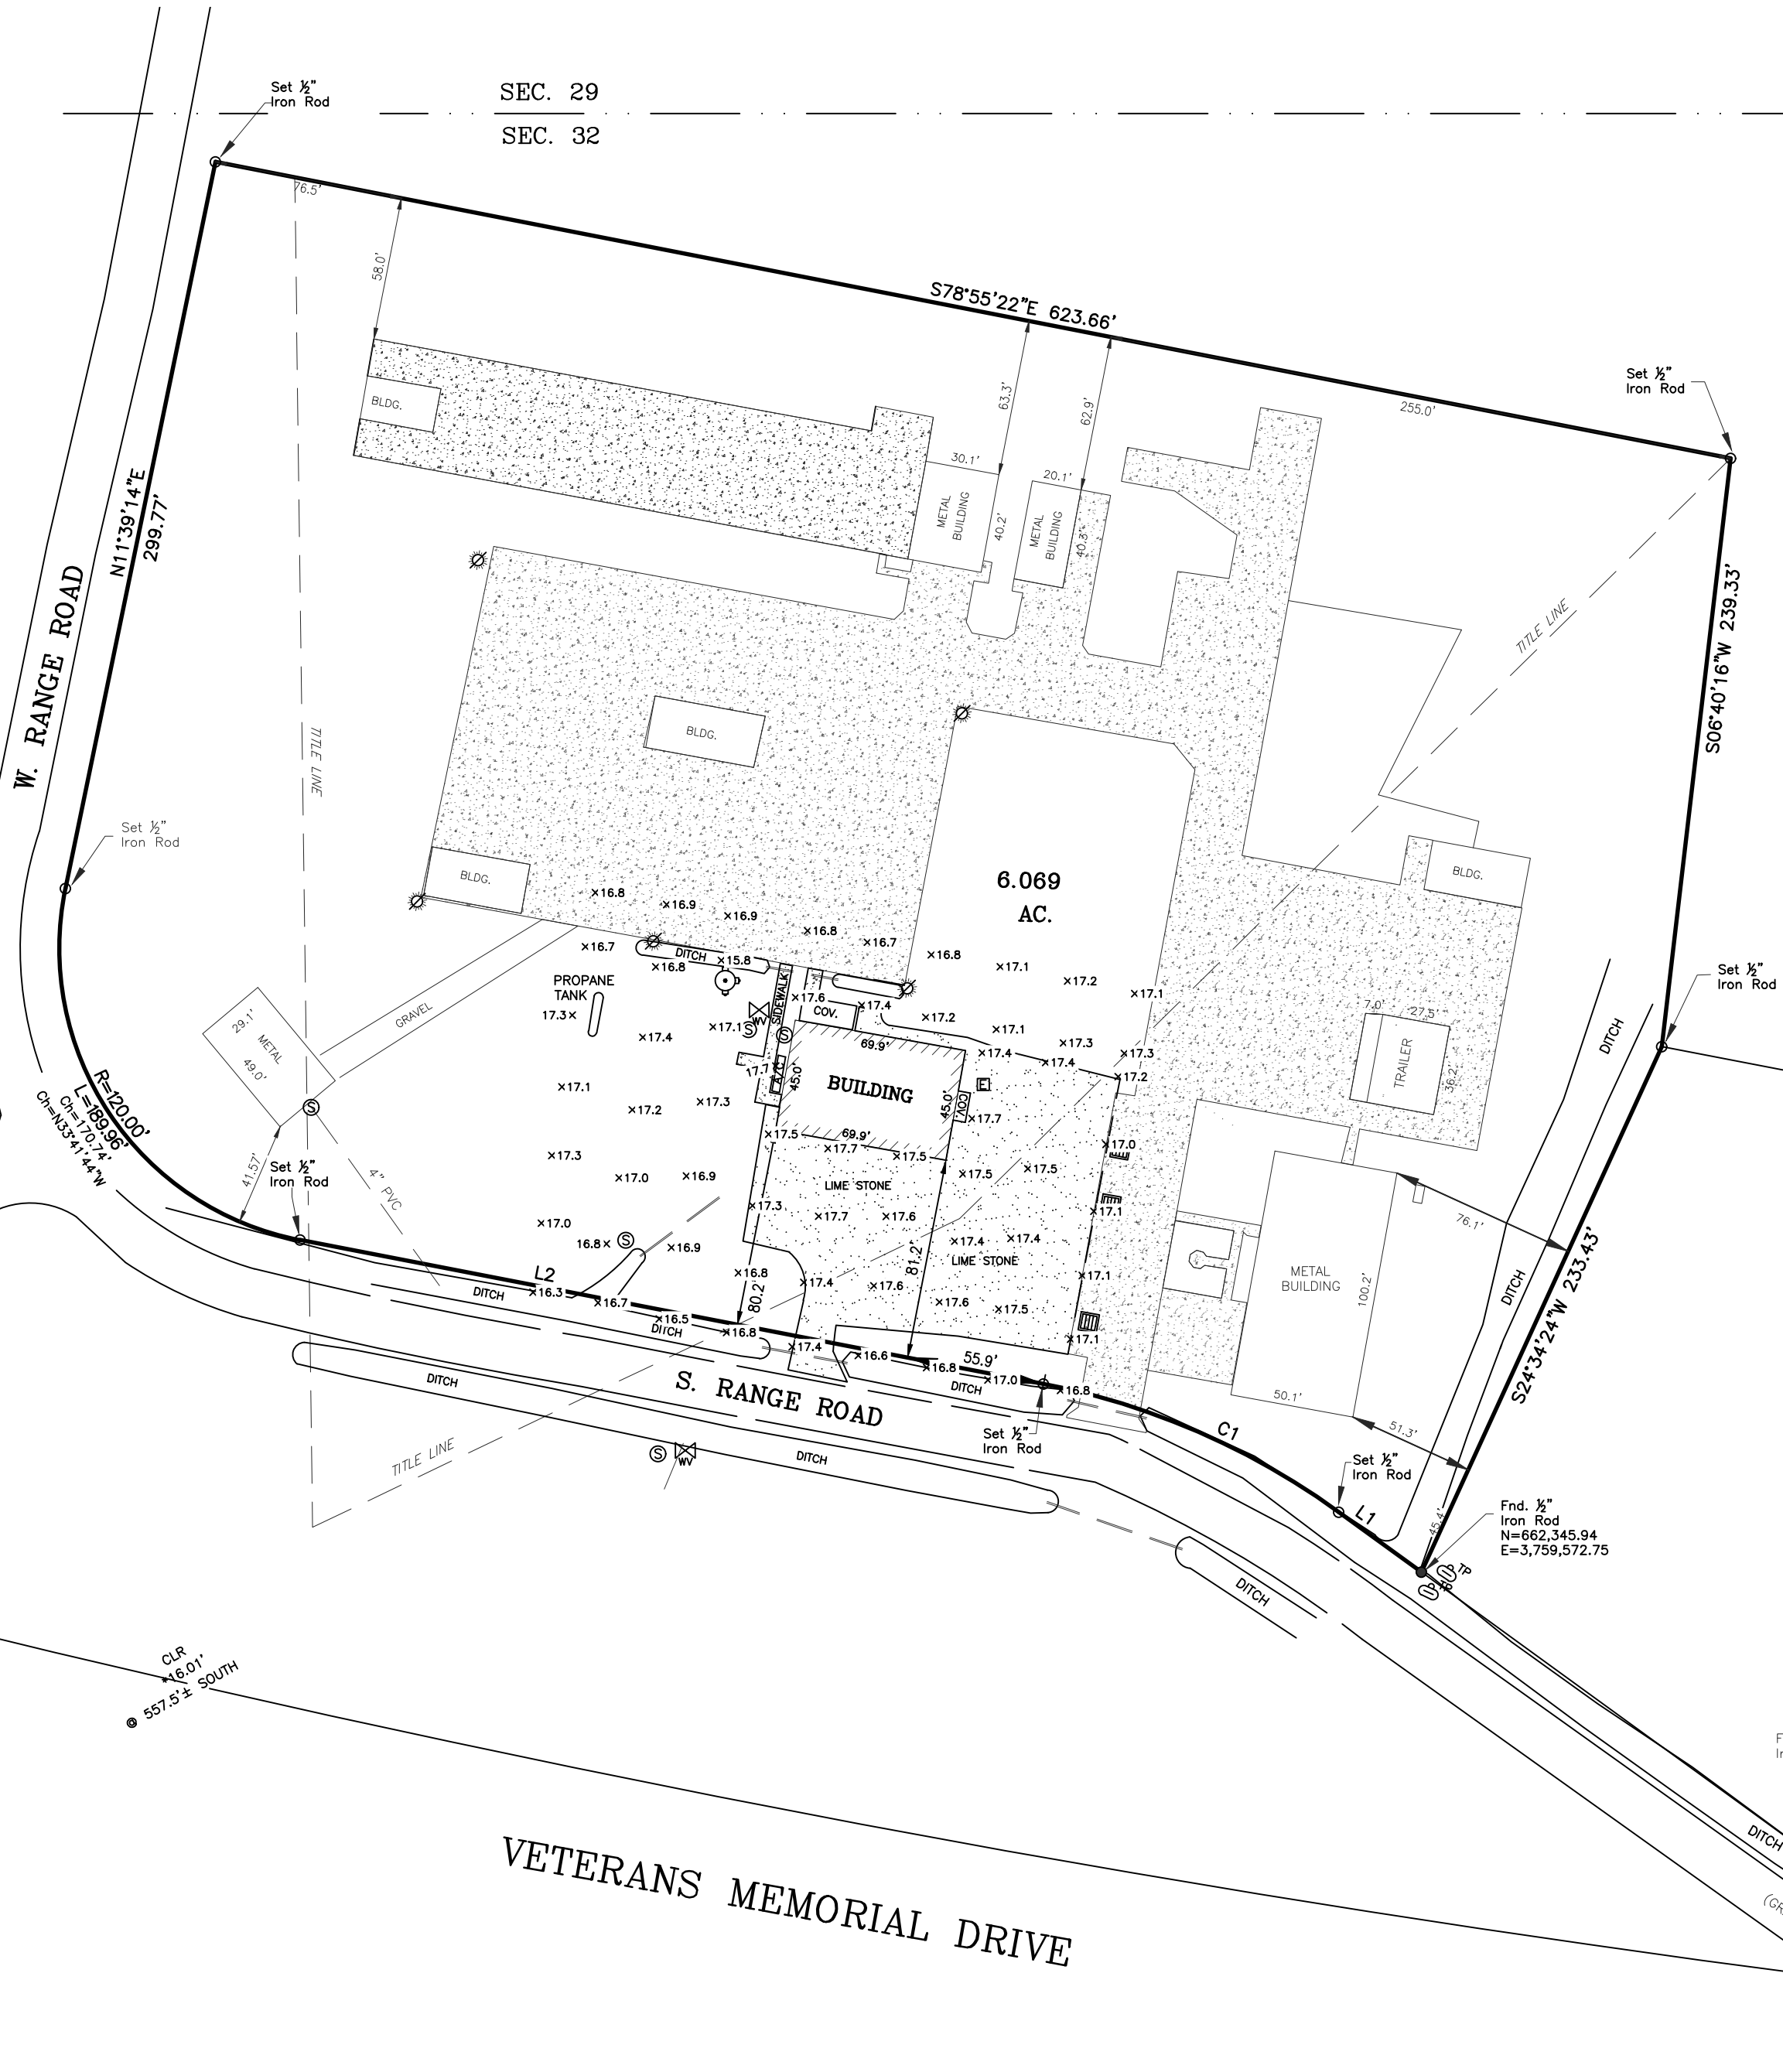 Set ½"
Iron Rod
SEC. 29
SEC. 32
76.5'
58.0'
S78°55'22"E 623.66'
63.3'
62.9'
255.0'
Set ½"
Iron Rod
BLDG.
30.1'
20.1'
METAL
BUILDING
40.2'
METAL
BUILDING
40.3'
N11°39'14"E
299.77'
W. RANGE ROAD
TITLE LINE
TITLE LINE
S06°40'16"W 239.33'
BLDG.
Set ½"
Iron Rod
BLDG.
BLDG.
6.069
AC.
×16.8
×16.9
×16.9
×16.8
×16.7
×16.8
×17.1
×17.2
×17.1
×16.7
DITCH
×15.8
×16.8
Set ½"
Iron Rod
PROPANE
TANK
17.3×
GRAVEL
SIDEWALK
×17.6
COV.
×17.4
×17.2
×17.1
×17.3
×17.3
×17.4
×17.1
WV
S
S
69.9'
×17.4
×17.4
×17.2
7.0'
27.5'
TRAILER
36.2'
DITCH
29.1'
METAL
49.0'
17.7
A/C
45.0'
BUILDING
45.0'
COV.
E
×17.7
×17.1
×17.2
×17.3
×17.5
69.9'
×17.7
×17.5
×17.0
R=120.00'
L=189.96'
Ch=170.74'
Ch=N33°41'44"W
S
41.57'
Set ½"
Iron Rod
4" PVC
×17.3
×17.0
×16.9
LIME STONE
×17.5
×17.5
×17.3
×17.7
×17.6
×17.1
×17.0
16.8×
S
×16.9
×17.4
×17.4
LIME STONE
81.2'
76.1'
L2
×16.3
×16.7
×16.8
80.2'
×17.4
×17.6
×17.6
×17.5
×17.1
METAL
BUILDING
100.2'
DITCH
S24°34'24"W 233.43'
DITCH
×16.5
DITCH
×16.8
×17.4
×16.6
×16.8
55.9'
×17.0
×16.8
×17.1
DITCH
50.1'
51.3'
DITCH
S. RANGE ROAD
Set ½"
Iron Rod
C1
Set ½"
Iron Rod
L1
45.4'
TITLE LINE
S
WV
DITCH
Fnd. ½"
Iron Rod
N=662,345.94
E=3,759,572.75
TP
TP
DITCH
CLR
*16.01'
557.5'± SOUTH
VETERANS MEMORIAL DRIVE
DITCH